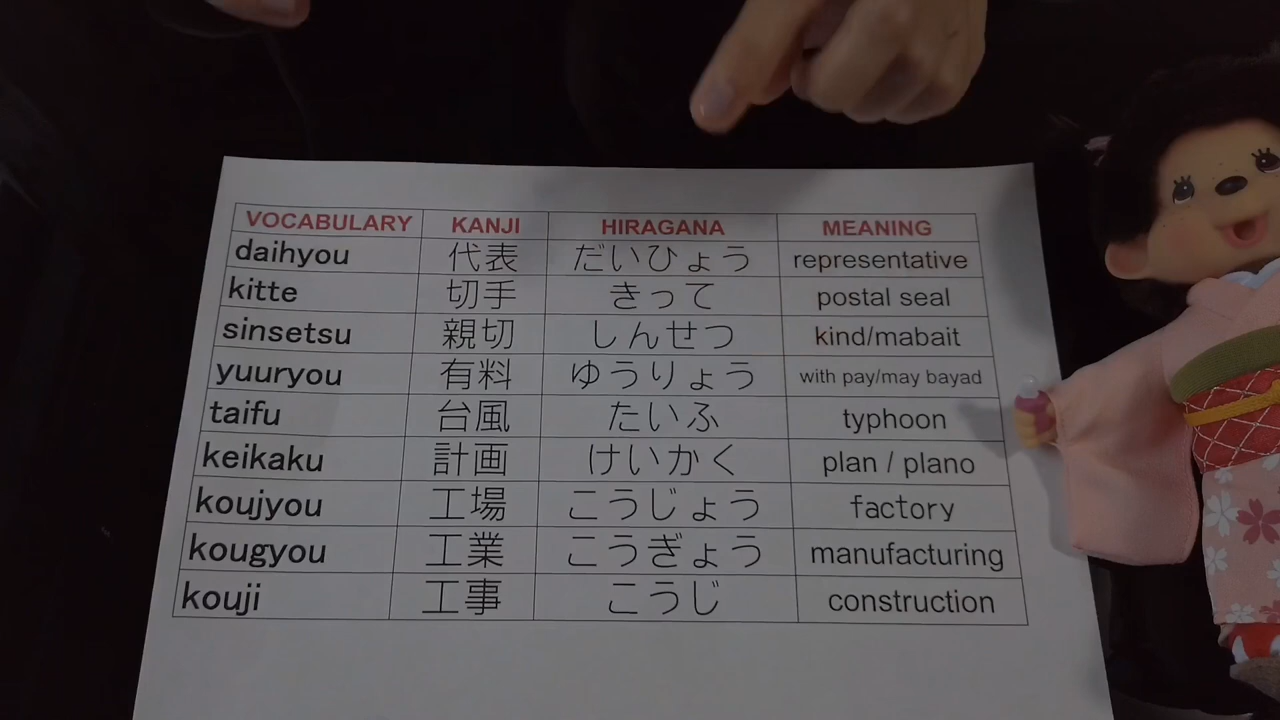 VOCABULARY KANJI HIRAGANA MEANING
daihyou 代表 だいひょう representative
kitte 切手 きって postal seal
sinsetsu 親切 しんせつ kind/mabait
yuuryou 有料 ゆうりょう with pay/may bayad
taifu 台風 たいふ typhoon
keikaku 計画 けいかく plan / plano
koujyou 工場 こうじょう factory
kougyou 工業 こうぎょう manufacturing
kouji 工事 こうじ construction